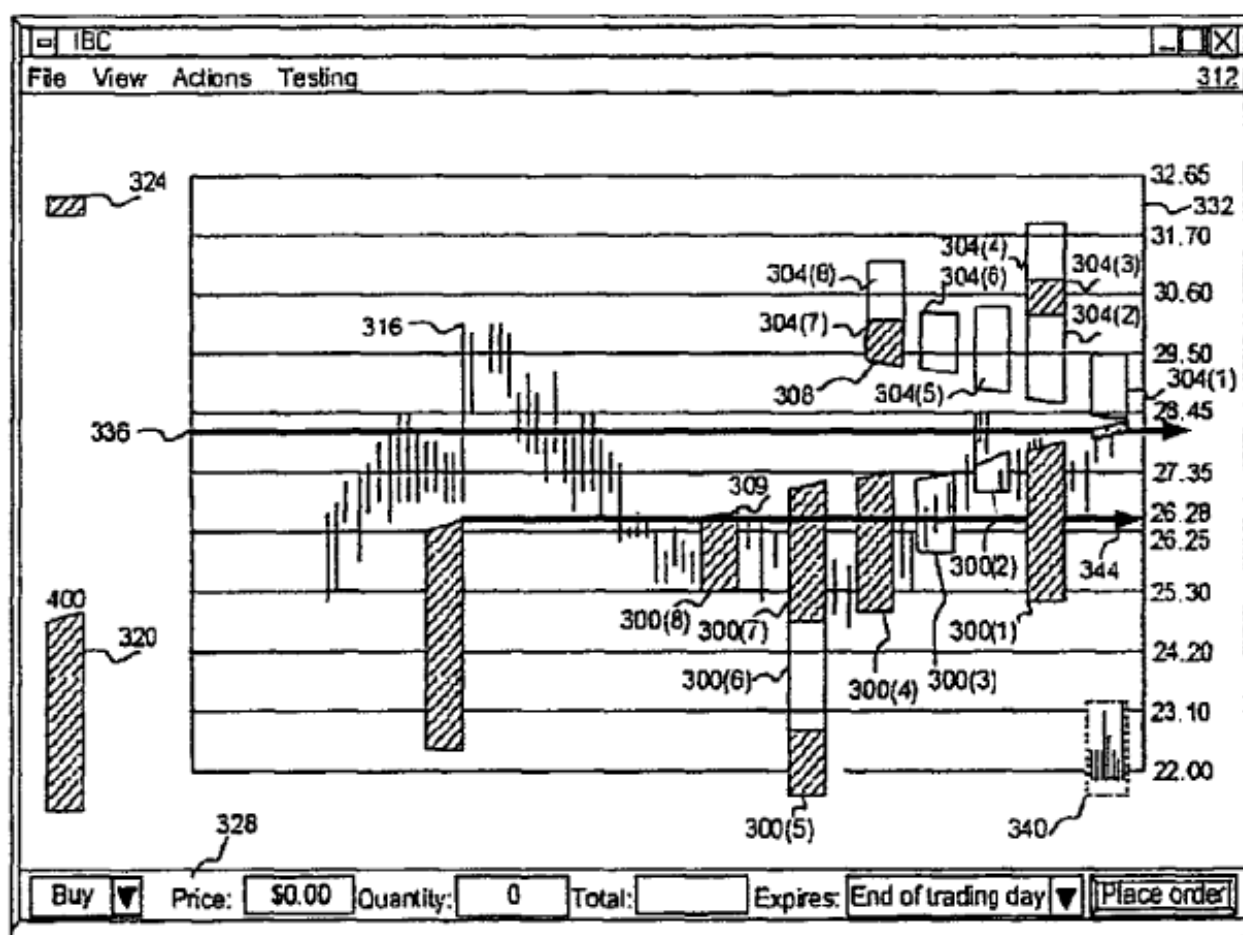 IBC
File View Actions Testing 312
324
32.65
332
31.70
304(4)
304(8) 304(6) 304(3)
30.60
316 304(7) 304(2)
29.50
308 304(5) 304(1)
28.45
336
27.35
309
26.28
26.25
300(2) 344
400 25.30
300(8) 300(7) 300(1)
320
24.20
300(6) 300(4) 300(3)
23.10
22.00
328 300(5) 340
Buy Price: $0.00 Quantity: 0 Total: Expires: End of trading day Place order